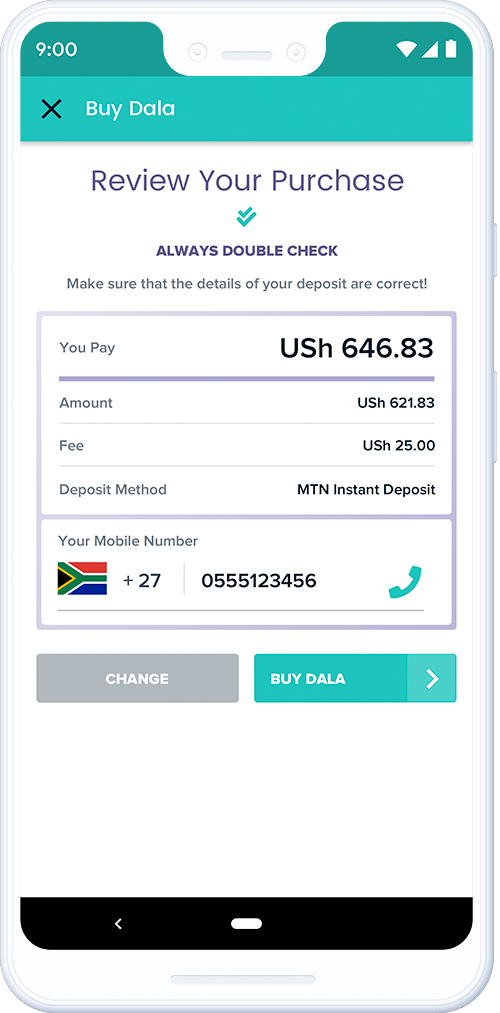 9:00
Buy Dala
Review Your Purchase
ALWAYS DOUBLE CHECK
Make sure that the details of your deposit are correct!
You Pay USh 646.83
Amount USh 621.83
Fee USh 25.00
Deposit Method MTN Instant Deposit
Your Mobile Number
+ 27 0555123456
CHANGE BUY DALA